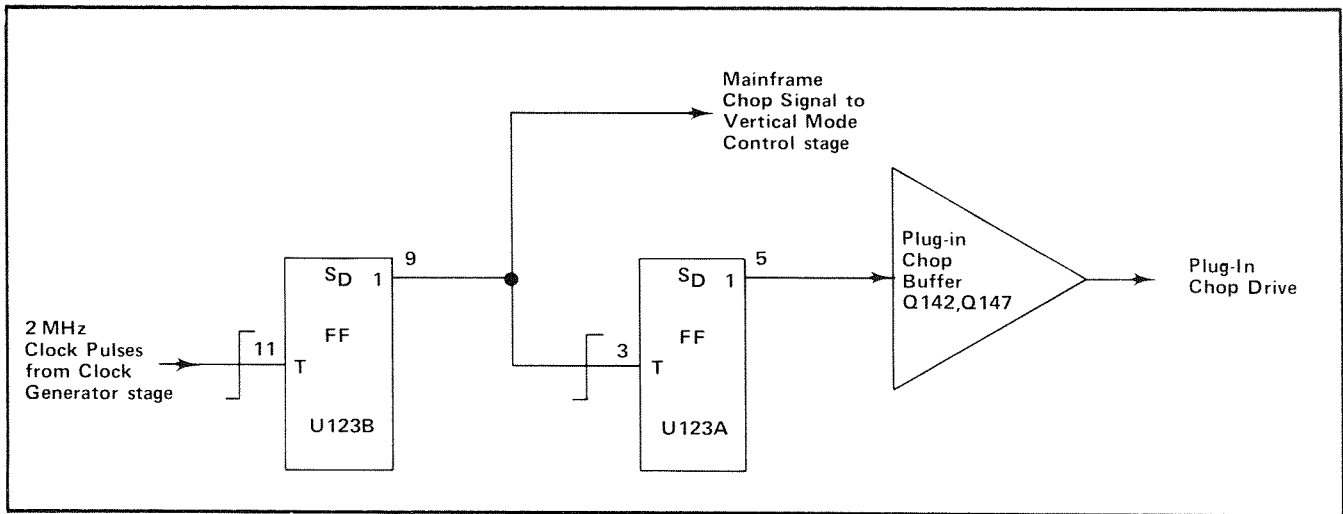 Mainframe
Chop Signal to
Vertical Mode
Control stage
2 MHz
Clock Pulses
from Clock
Generator stage
11
SD 1
FF
T
U123B
9
3
SD 1
FF
T
U123A
5
Plug-in
Chop
Buffer
Q142,Q147
Plug-In
Chop Drive